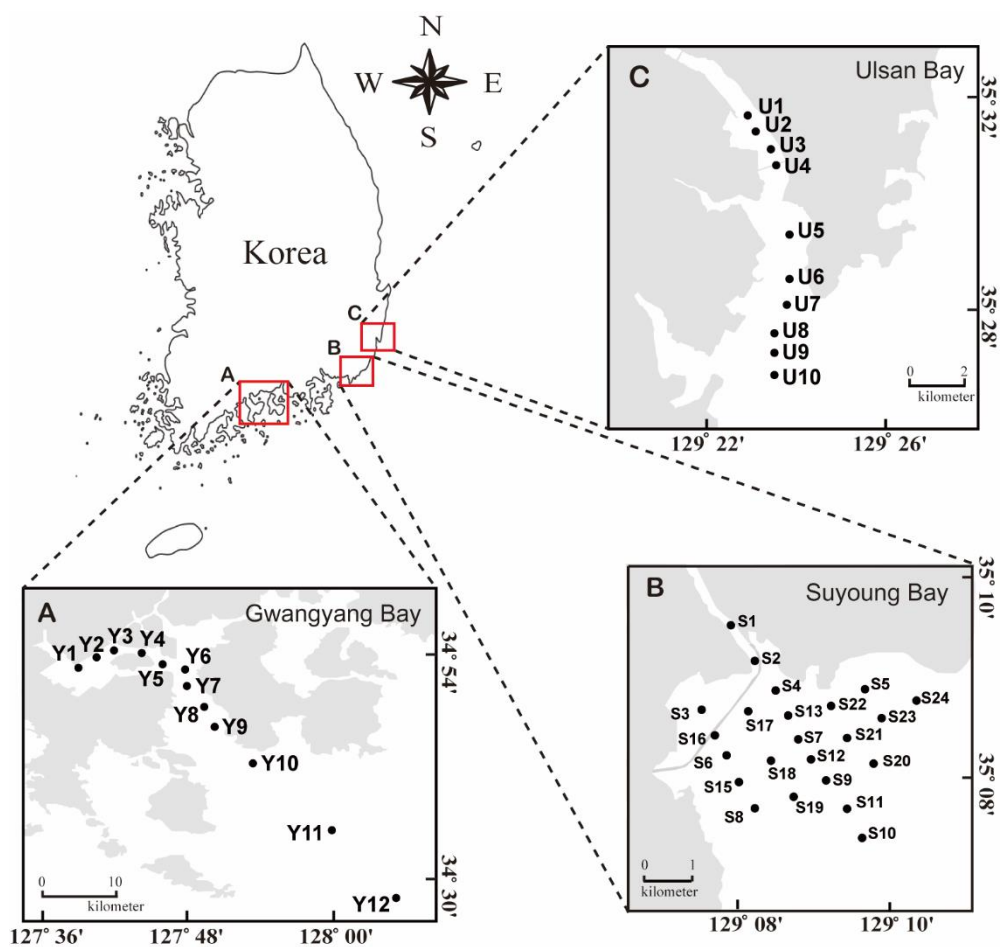 N
W E
S
Korea
A
B
C
C
Ulsan Bay
U1
U2
U3
U4
U5
U6
U7
U8
U9
U10
0 2
kilometer
35° 32'
35° 28'
129° 22'
129° 26'
A
Gwangyang Bay
Y1
Y2
Y3
Y4
Y5
Y6
Y7
Y8
Y9
Y10
Y11
Y12
0 10
kilometer
34° 54'
34° 30'
127° 36'
127° 48'
128° 00'
B
Suyoung Bay
S1
S2
S4
S5
S24
S3
S17
S13
S22
S23
S16
S7
S21
S6
S18
S12
S20
S15
S9
S8
S19
S11
S10
0 1
kilometer
35° 10'
35° 08'
129° 08'
129° 10'